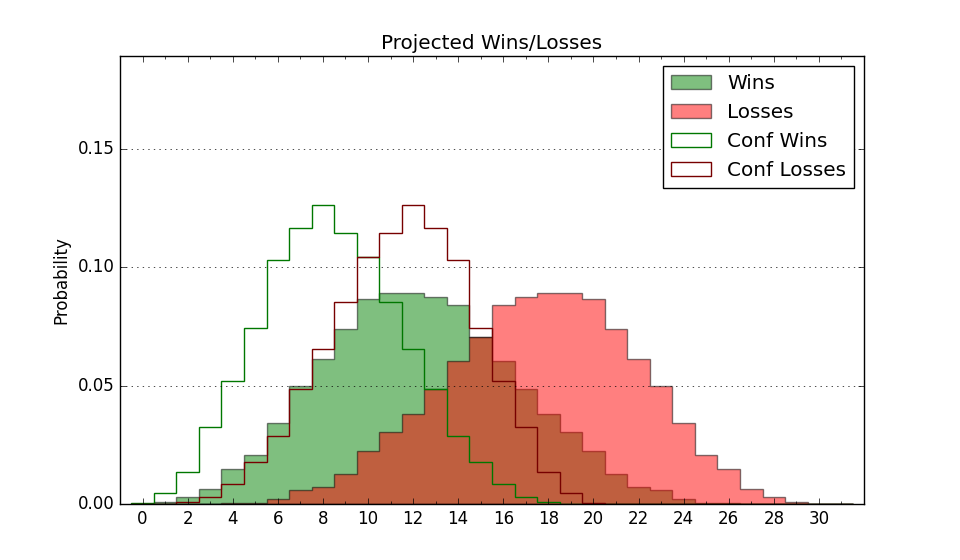 Projected Wins/Losses
Wins
Losses
Conf Wins
Conf Losses
Probability
0.15
0.10
0.05
0.00
0 2 4 6 8 10 12 14 16 18 20 22 24 26 28 30